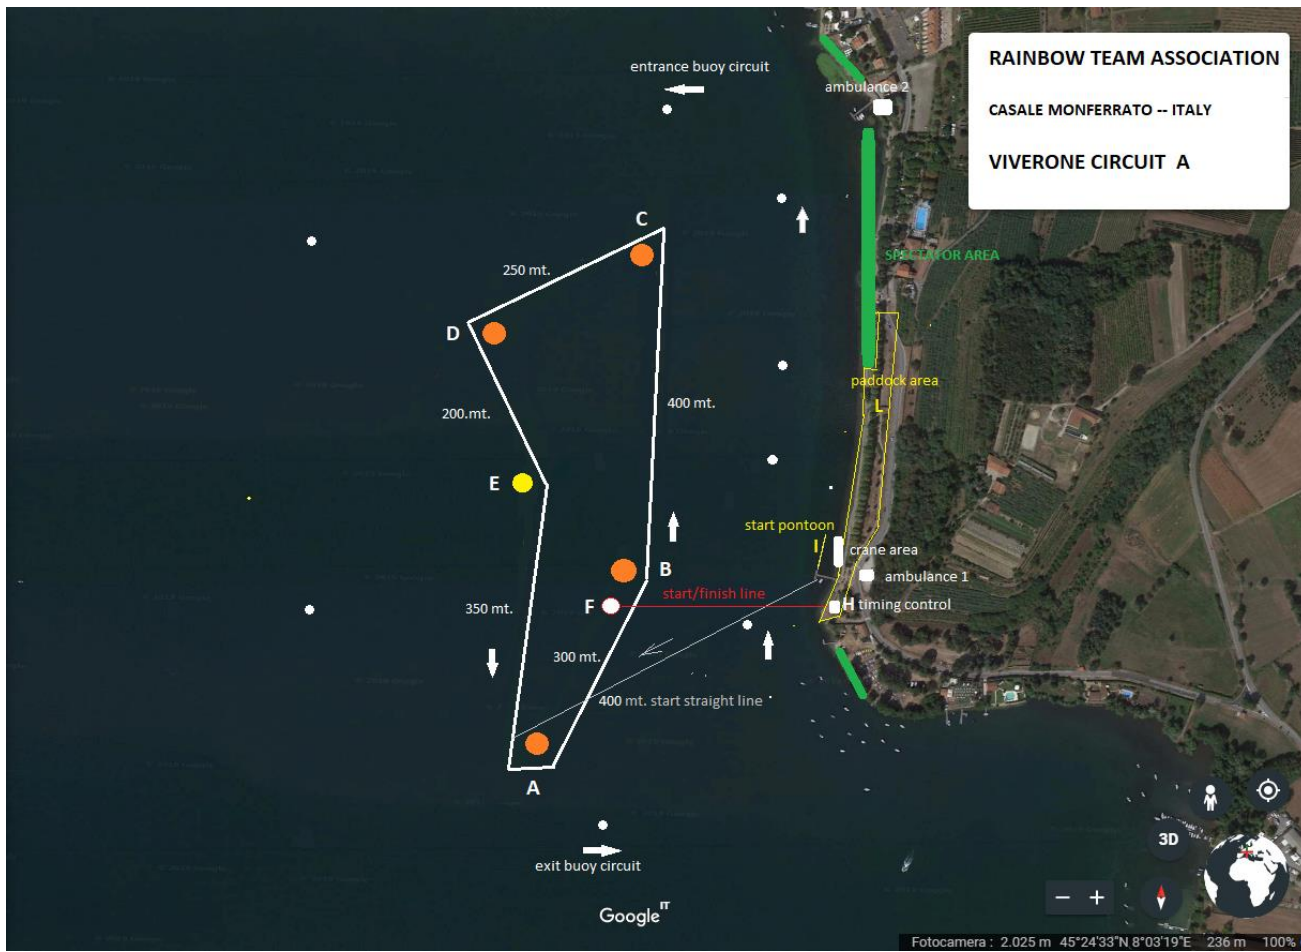 RAINBOW TEAM ASSOCIATION
CASALE MONFERRATO -- ITALY
VIVERONE CIRCUIT A
entrance buoy circuit
ambulance 2
C
SPECTATOR AREA
250 mt.
D
paddock area
400 mt.
L
200.mt.
E
start pontoon
I
crane area
B
ambulance 1
start/finish line
F
H timing control
350 mt.
300 mt.
400 mt. start straight line
A
exit buoy circuit
3D
Google
IT
Fotocamera : 2.025 m 45°24'33"N 8°03'19"E 236 m 100%